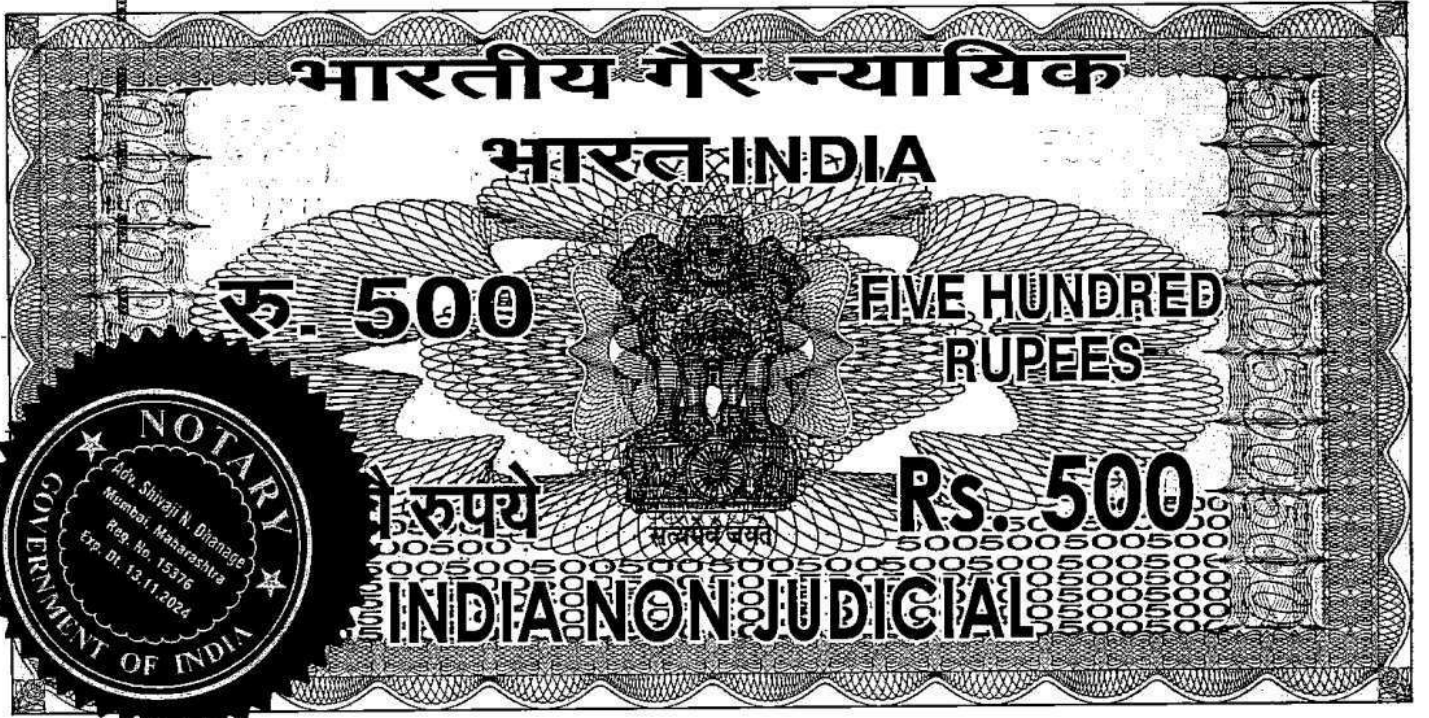 भारतीय गैर न्यायिक
भारत INDIA
रु. 500
FIVE HUNDRED
RUPEES
रुपये
Rs. 500
सत्यमेव जयते
INDIA NON JUDICIAL
NOTARY
GOVERNMENT OF INDIA
Adv. Shivaji N. Dhanage
Mumbai, Maharashtra
Reg. No. 15376
Exp. Dt. 13.11.2024